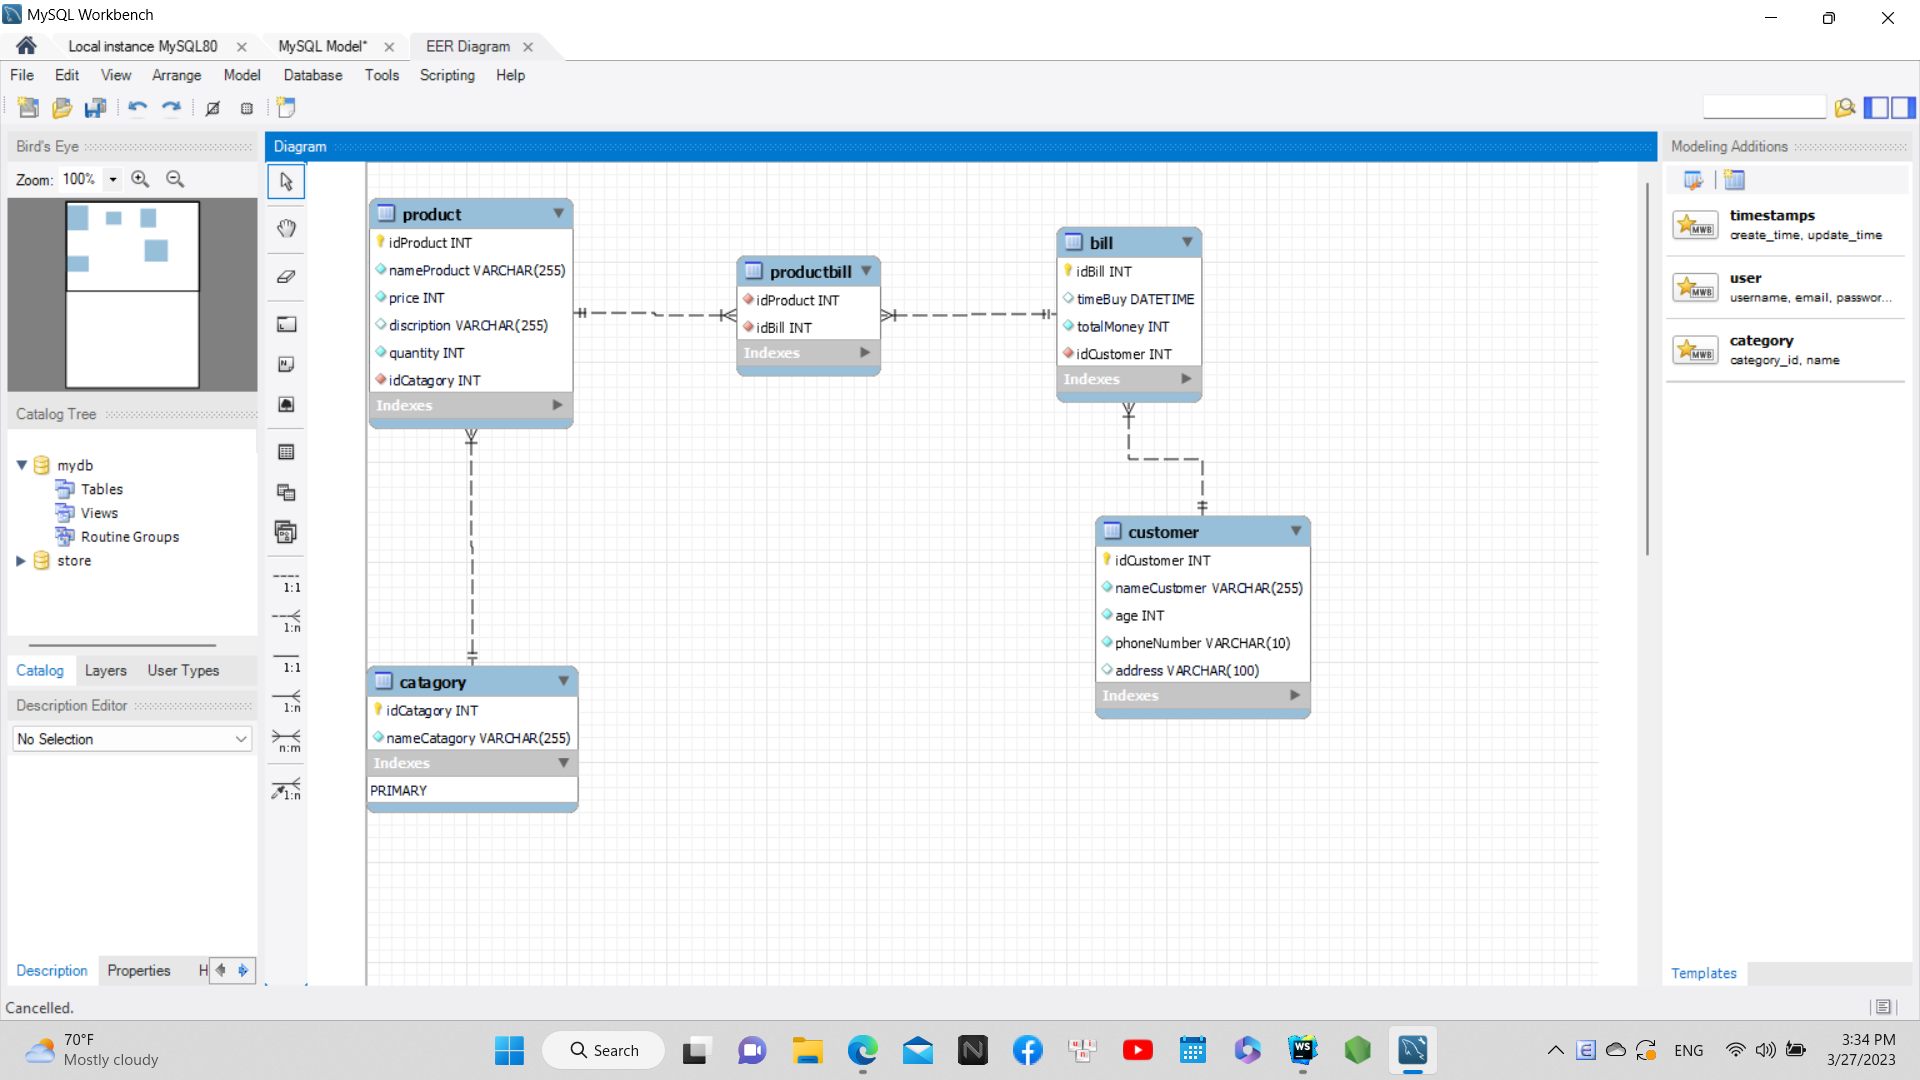 MySQL Workbench
Local instance MySQL80
MySQL Model*
EER Diagram
File Edit View Arrange Model Database Tools Scripting Help
Bird's Eye
Zoom: 100%
Catalog Tree
mydb
Tables
Views
Routine Groups
store
Catalog Layers User Types
Description Editor
No Selection
Description Properties H
Cancelled.
Diagram
1:1
1:n
1:1
1:n
n:m
1:n
product
idProduct INT
nameProduct VARCHAR(255)
price INT
discription VARCHAR(255)
quantity INT
idCatagory INT
Indexes
productbill
idProduct INT
idBill INT
Indexes
bill
idBill INT
timeBuy DATETIME
totalMoney INT
idCustomer INT
Indexes
customer
idCustomer INT
nameCustomer VARCHAR(255)
age INT
phoneNumber VARCHAR(10)
address VARCHAR(100)
Indexes
catagory
idCatagory INT
nameCatagory VARCHAR(255)
Indexes
PRIMARY
Modeling Additions
MWB
timestamps
create_time, update_time
MWB
user
username, email, passwor...
MWB
category
category_id, name
Templates
70°F
Mostly cloudy
Search
WS
ENG
3:34 PM
3/27/2023